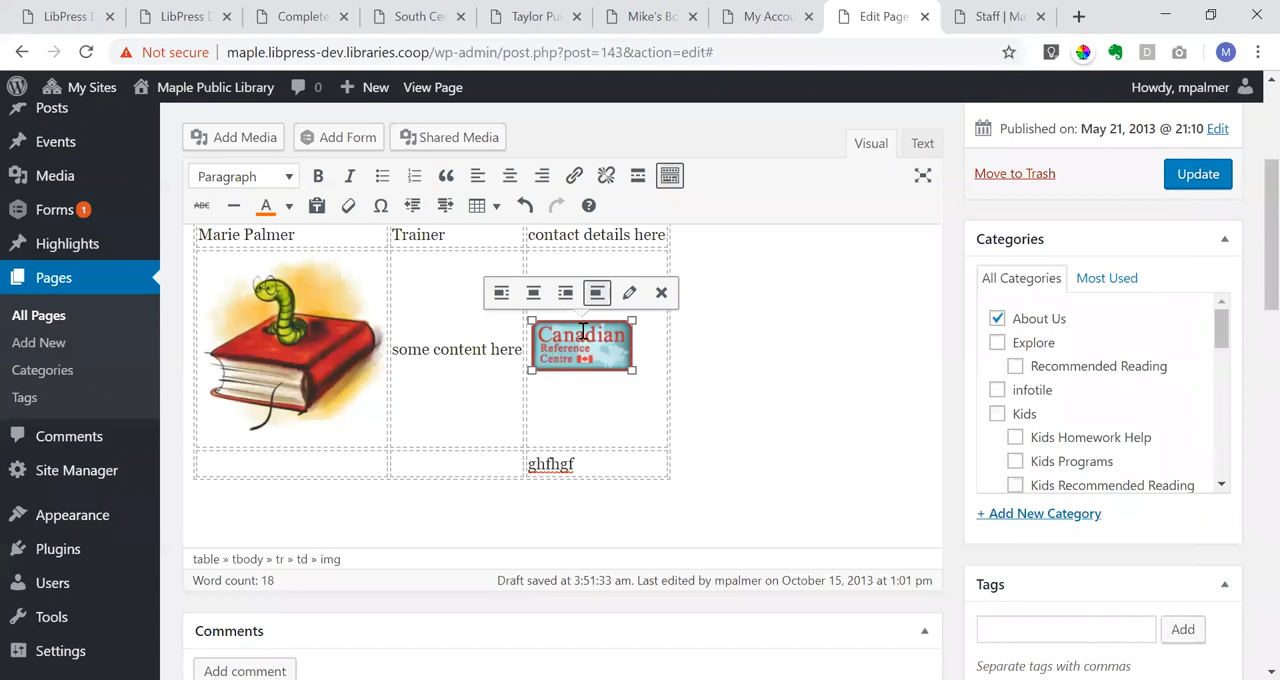 LibPress D
LibPress D
Complete
South Cer
Taylor Pu
Mike's Bo
My Accou
Edit Page
Staff | Ma
Not secure
maple.libpress-dev.libraries.coop/wp-admin/post.php?post=143&action=edit#
D
M
My Sites
Maple Public Library
0
New
View Page
Howdy, mpalmer
Posts
Events
Media
Forms 1
Highlights
Pages
All Pages
Add New
Categories
Tags
Comments
Site Manager
Appearance
Plugins
Users
Tools
Settings
Add Media
Add Form
Shared Media
Visual
Text
Paragraph
B
I
ABC
A
Marie Palmer
Trainer
contact details here
some content here
Canadian
Reference
Centre
ghfhgf
table » tbody » tr » td » img
Word count: 18
Draft saved at 3:51:33 am. Last edited by mpalmer on October 15, 2013 at 1:01 pm
Comments
Add comment
Published on: May 21, 2013 @ 21:10 Edit
Move to Trash
Update
Categories
All Categories
Most Used
About Us
Explore
Recommended Reading
infotile
Kids
Kids Homework Help
Kids Programs
Kids Recommended Reading
+ Add New Category
Tags
Add
Separate tags with commas